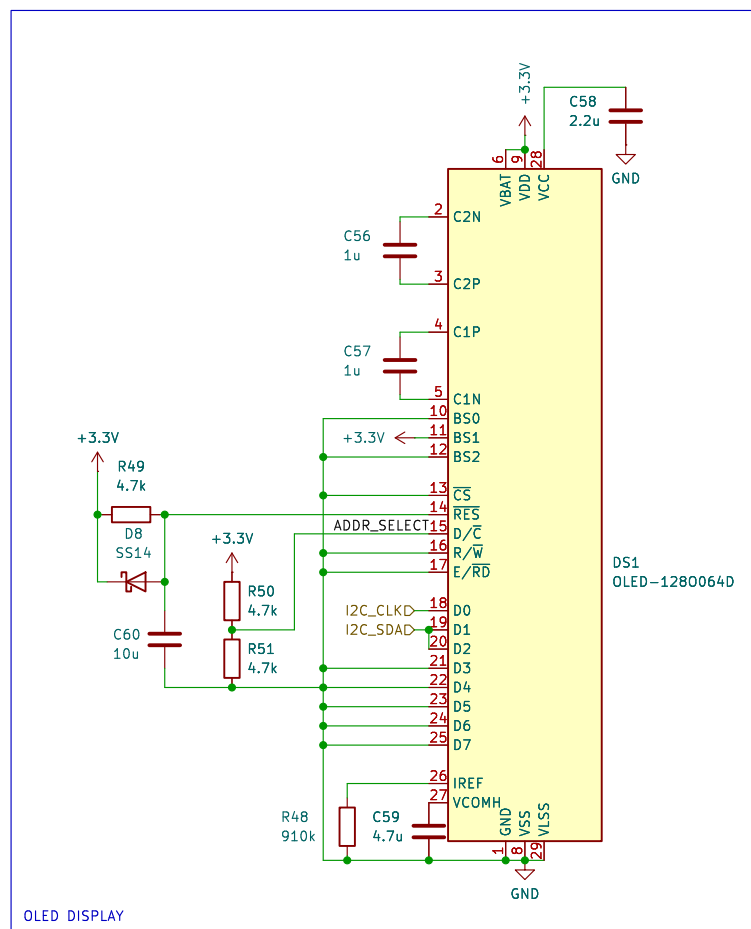 +3.3V
C58
2.2u
GND
6
9
28
VBAT
VDD
VCC
2
C2N
C56
1u
3
C2P
4
C1P
C57
1u
5
C1N
10
BS0
+3.3V
11
BS1
12
BS2
+3.3V
R49
4.7k
13
CS
14
RES
D8
SS14
ADDR_SELECT
15
D/C
+3.3V
16
R/W
17
E/RD
DS1
OLED-128O064D
R50
4.7k
I2C_CLK
18
D0
I2C_SDA
19
D1
20
D2
C60
10u
R51
4.7k
21
D3
22
D4
23
D5
24
D6
25
D7
26
IREF
27
VCOMH
R48
910k
C59
4.7u
GND
VSS
VLSS
1
8
29
GND
OLED DISPLAY